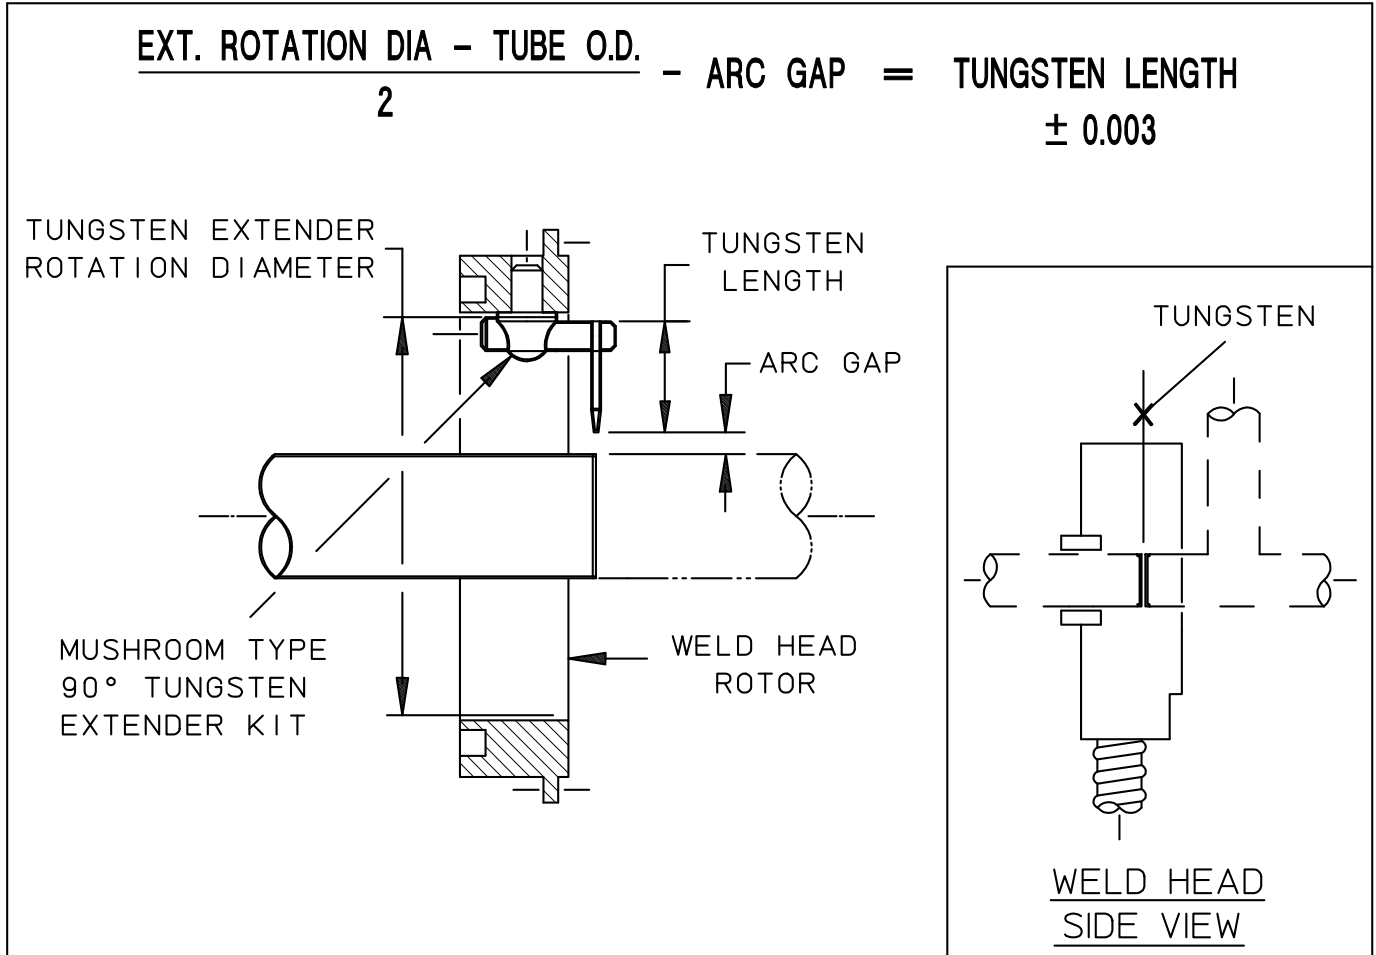 EXT. ROTATION DIA - TUBE O.D.
2
- ARC GAP = TUNGSTEN LENGTH
± 0.003
TUNGSTEN EXTENDER
ROTATION DIAMETER
TUNGSTEN
LENGTH
ARC GAP
MUSHROOM TYPE
90° TUNGSTEN
EXTENDER KIT
WELD HEAD
ROTOR
TUNGSTEN
WELD HEAD
SIDE VIEW